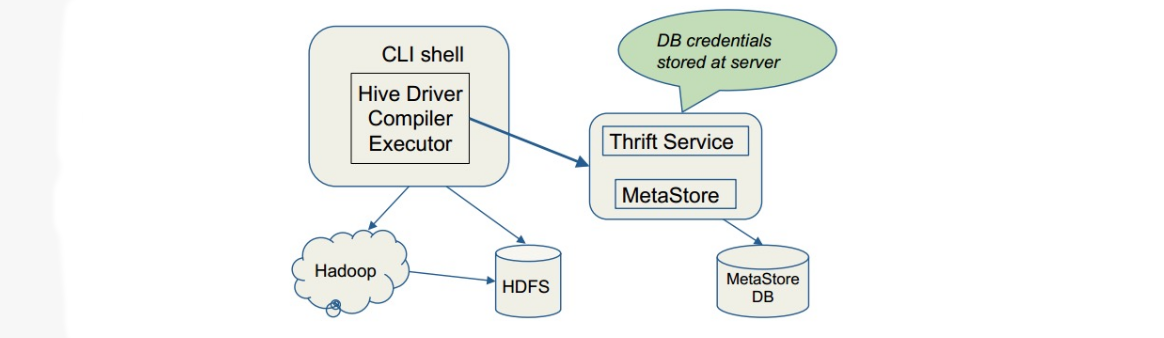 CLI shell
Hive Driver
Compiler
Executor
DB credentials
stored at server
Thrift Service
MetaStore
Hadoop
HDFS
MetaStore
DB